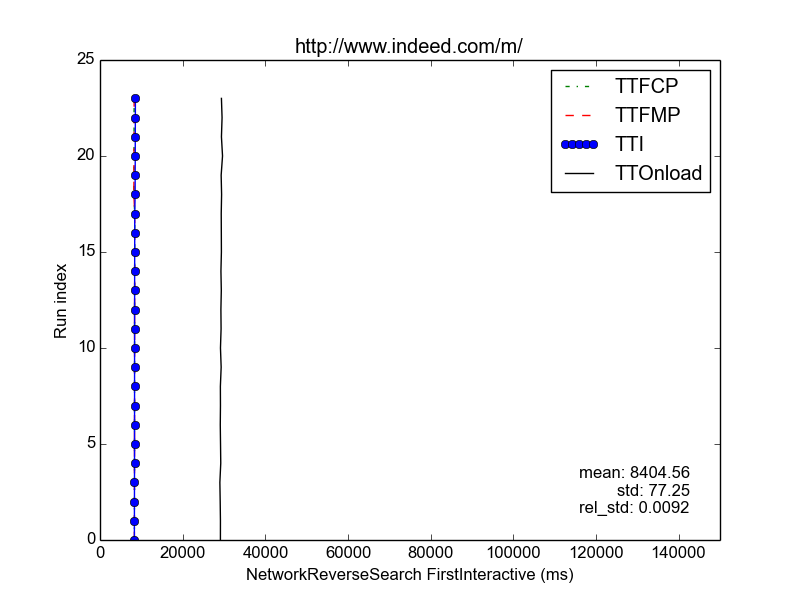 http://www.indeed.com/m/
25
20
15
10
5
0
Run index
TTFCP
TTFMP
TTI
TTOnload
mean: 8404.56
std: 77.25
rel_std: 0.0092
0 20000 40000 60000 80000 100000 120000 140000
NetworkReverseSearch FirstInteractive (ms)